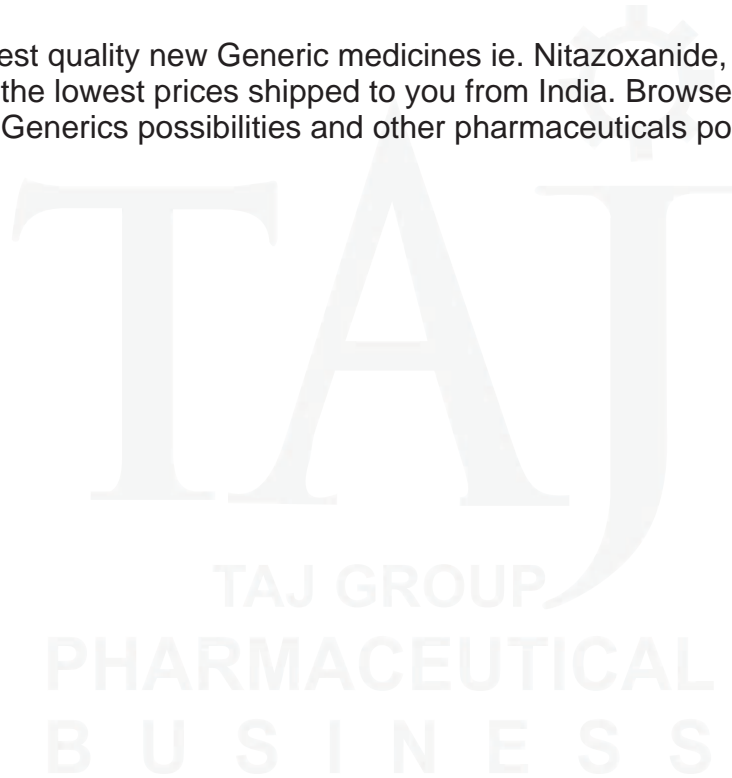 est quality new Generic medicines ie. Nitazoxanide,
the lowest prices shipped to you from India. Browse
Generics possibilities and other pharmaceuticals po
TAJ
TAJ GROUP
PHARMACEUTICAL
BUSINESS